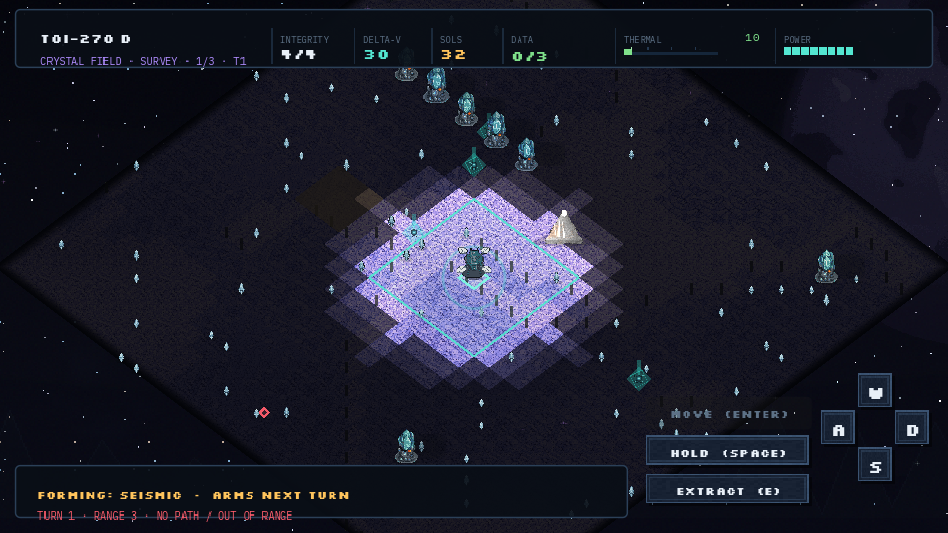 TOI-270 D
CRYSTAL FIELD · SURVEY · 1/3 · T1
INTEGRITY
4/4
DELTA-V
30
SOLS
32
DATA
0/3
THERMAL
10
POWER
MOVE (ENTER)
HOLD (SPACE)
EXTRACT (E)
W
A
D
S
FORMING: SEISMIC · ARMS NEXT TURN
TURN 1 · RANGE 3 · NO PATH / OUT OF RANGE